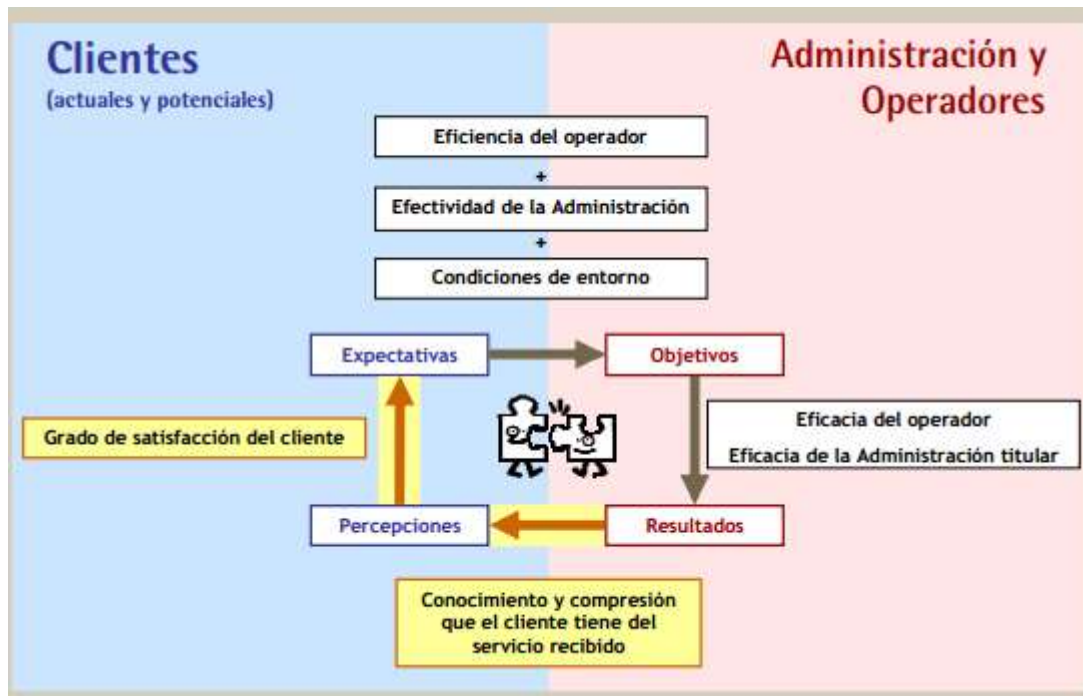 Clientes
(actuales y potenciales)
Administración y
Operadores
Eficiencia del operador
+
Efectividad de la Administración
+
Condiciones de entorno
Expectativas
Objetivos
Grado de satisfacción del cliente
Eficacia del operador
Eficacia de la Administración titular
Percepciones
Resultados
Conocimiento y compresión
que el cliente tiene del
servicio recibido